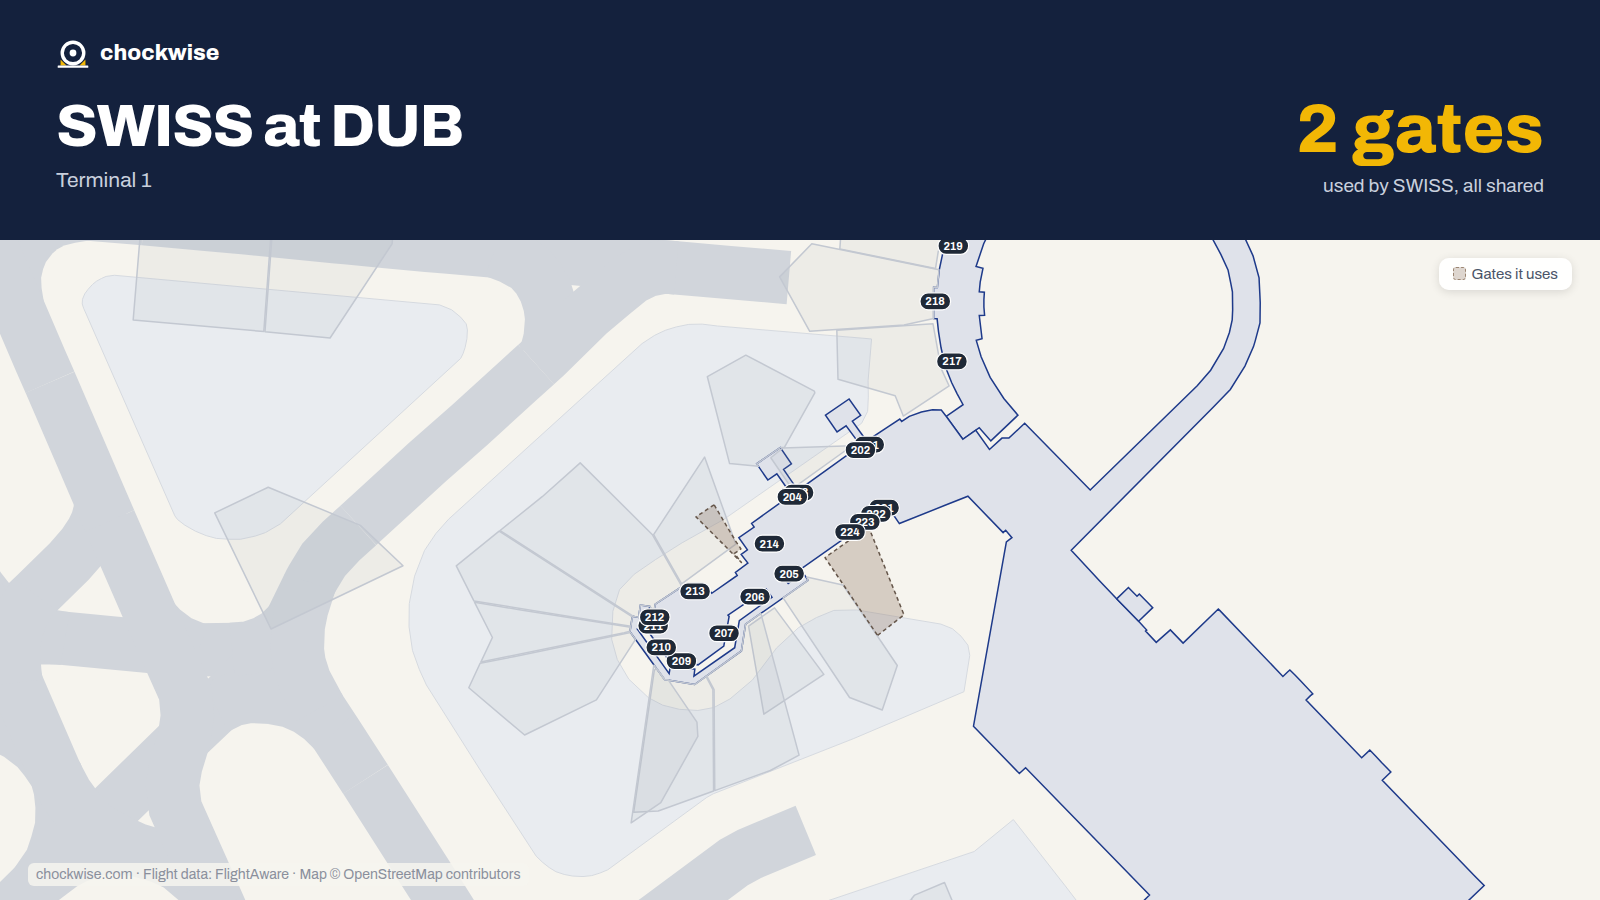 chockwise
SWISS at DUB
Terminal 1
2 gates
used by SWISS, all shared
Gates it uses
219
218
217
202
204
223
224
214
205
213
206
212
211
207
210
209
chockwise.com · Flight data: FlightAware · Map © OpenStreetMap contributors